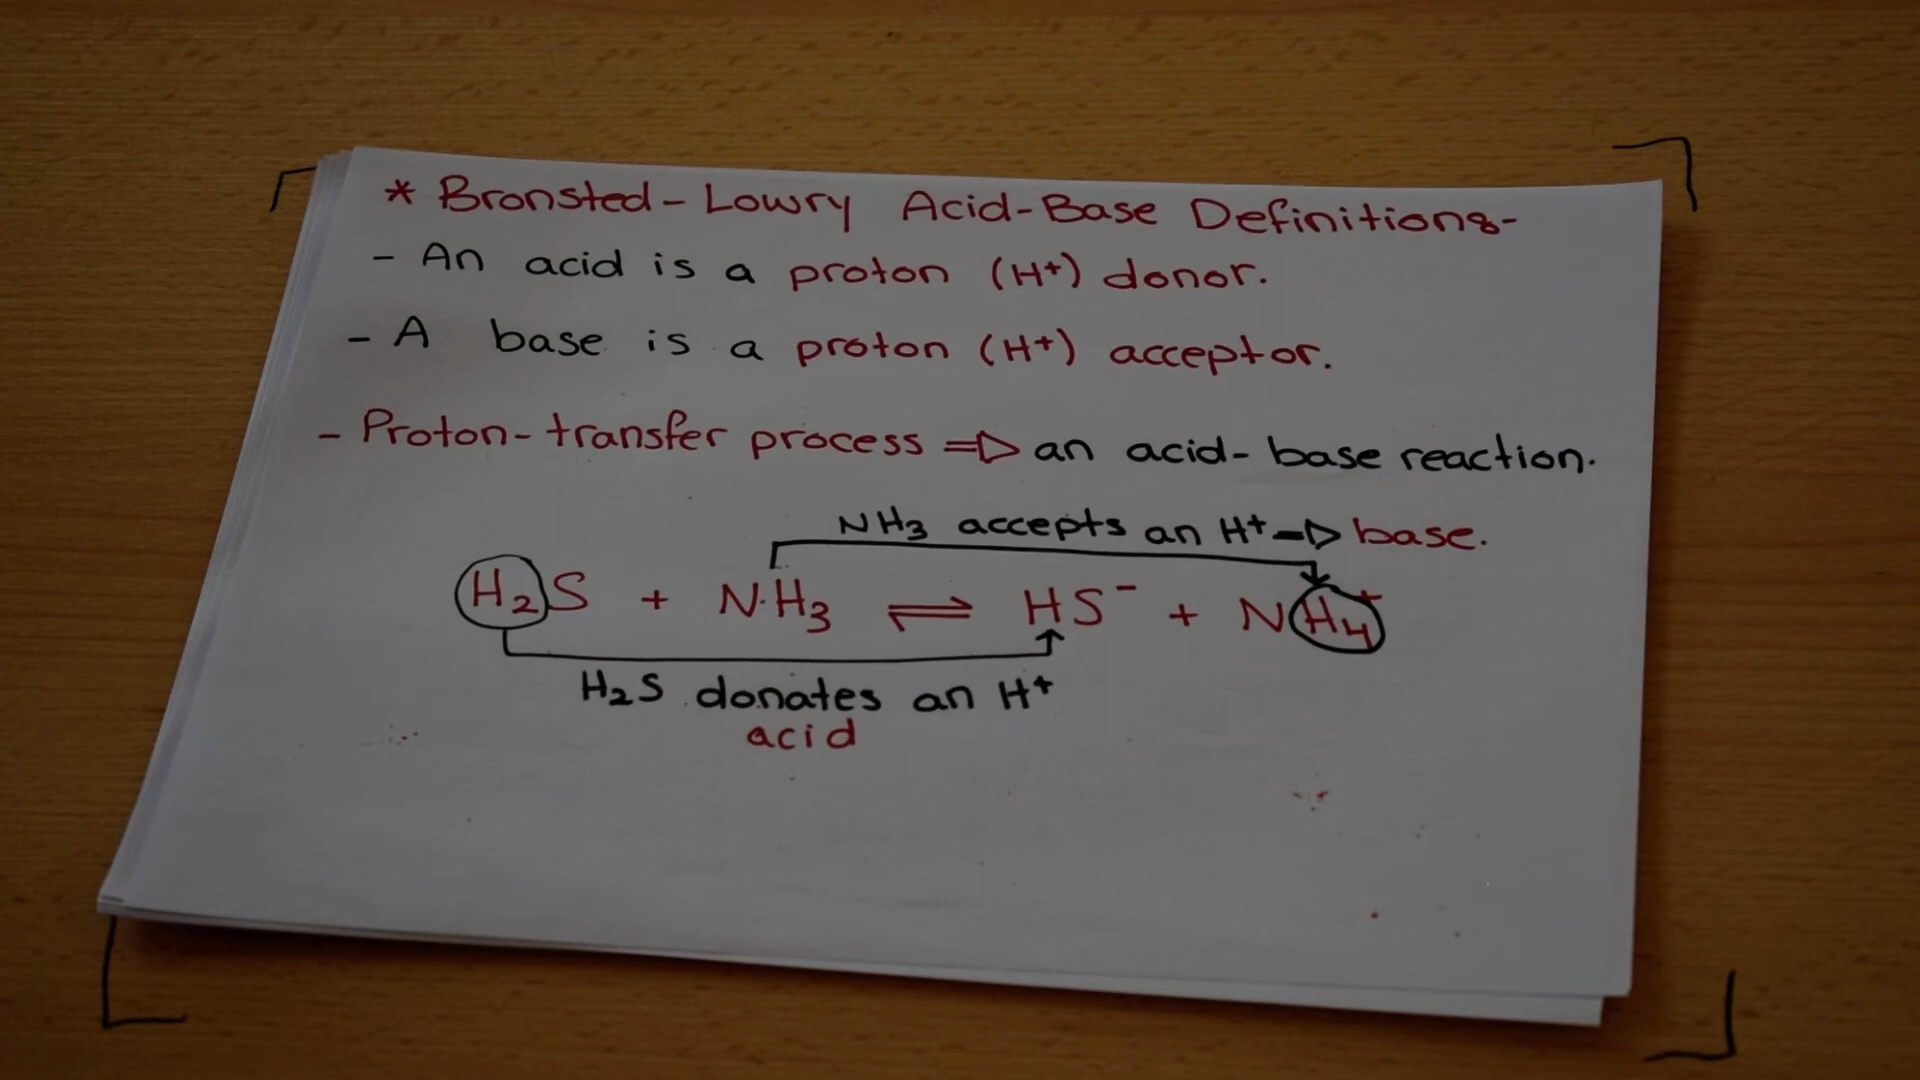 * Bronsted-Lowry Acid-Base Definitions-
- An acid is a proton (H⁺) donor.
- A base is a proton (H⁺) acceptor.
- Proton-transfer process ⇒ an acid-base reaction.
NH₃ accepts an H⁺→ base.
H₂S + NH₃ ⇌ HS⁻ + NH₄⁺
H₂S donates an H⁺
acid